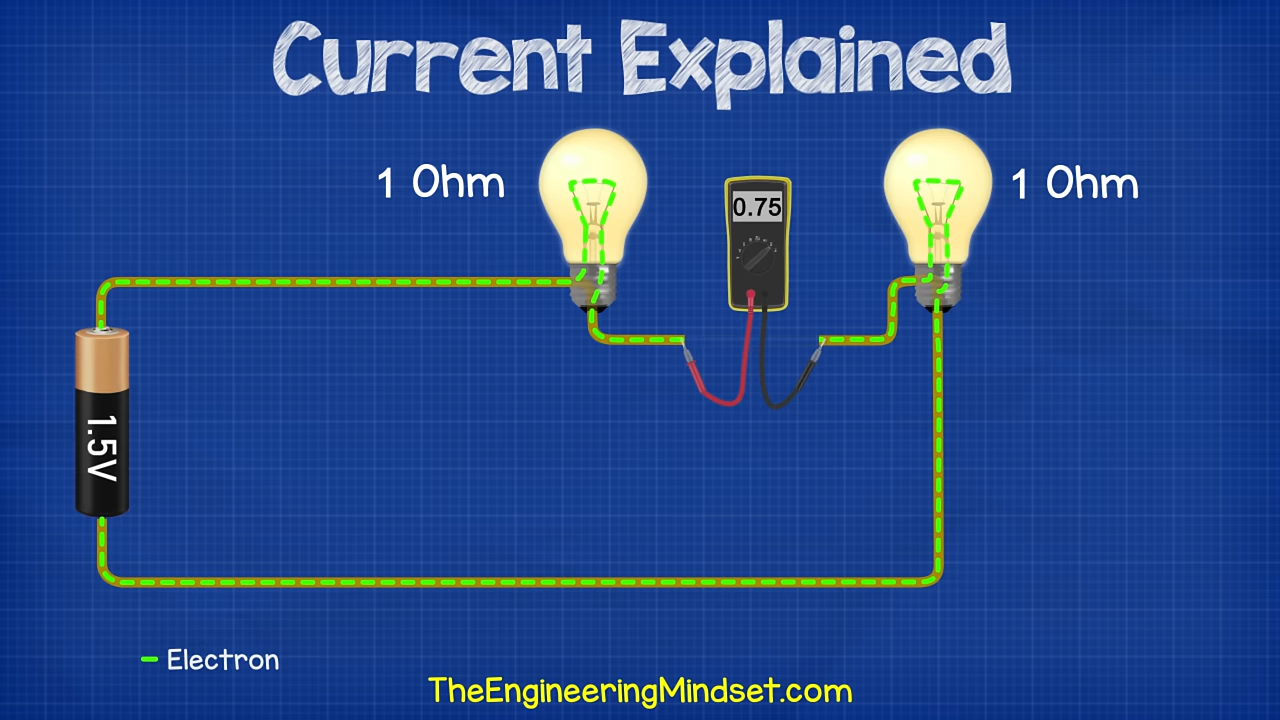 Current Explained
1 Ohm
1 Ohm
0.75
1.5V
Electron
TheEngineeringMindset.com